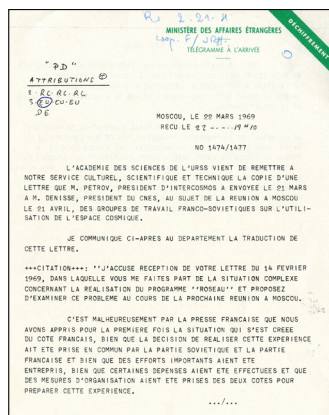 R 2-21-4
MINISTÈRE DES AFFAIRES ÉTRANGÈRES
DÉCHIFFREMENT
TÉLÉGRAMME À L'ARRIVÉE
"PD"
ATTRIBUTIONS
2-RC.RC.RC
3-EU-EU-EU
DE
MOSCOU, LE 22 MARS 1969
RECU LE 22 -- --- 19H10
NO 1474/1477
L'ACADEMIE DES SCIENCES DE L'URSS VIENT DE REMETTRE A
NOTRE SERVICE CULTUREL, SCIENTIFIQUE ET TECHNIQUE LA COPIE D'UNE
LETTRE QUE M. PETROV, PRESIDENT D'INTERCOSMOS A ENVOYEE LE 21 MARS
A M. DENISSE, PRESIDENT DU CNES, AU SUJET DE LA REUNION A MOSCOU
LE 21 AVRIL, DES GROUPES DE TRAVAIL FRANCO-SOVIETIQUES SUR L'UTILI-
SATION DE L'ESPACE COSMIQUE.
JE COMMUNIQUE CI-APRES AU DEPARTEMENT LA TRADUCTION DE
CETTE LETTRE.
+++CITATION+++: ''J'ACCUSE RECEPTION DE VOTRE LETTRE DU 14 FEVRIER
1969, DANS LAQUELLE VOUS ME FAITES PART DE LA SITUATION COMPLEXE
CONCERNANT LA REALISATION DU PROGRAMME ''ROSEAU'' ET PROPOSEZ
D'EXAMINER CE PROBLEME AU COURS DE LA PROCHAINE REUNION A MOSCOU.
C'EST MALHEUREUSEMENT PAR LA PRESSE FRANCAISE QUE NOUS
AVONS APPRIS POUR LA PREMIERE FOIS LA SITUATION QUI S'EST CREEE
DU COTE FRANCAIS, BIEN QUE LA DECISION DE REALISER CETTE EXPERIENCE
AIT ETE PRISE EN COMMUN PAR LA PARTIE SOVIETIQUE ET LA PARTIE
FRANCAISE ET BIEN QUE DES EFFORTS IMPORTANTS AIENT ETE
ENTREPRIS, BIEN QUE CERTAINES DEPENSES AIENT ETE EFFECTUEES ET QUE
DES MESURES D'ORGANISATION AIENT ETE PRISES DES DEUX COTES POUR
PREPARER CETTE EXPERIENCE.
.../...